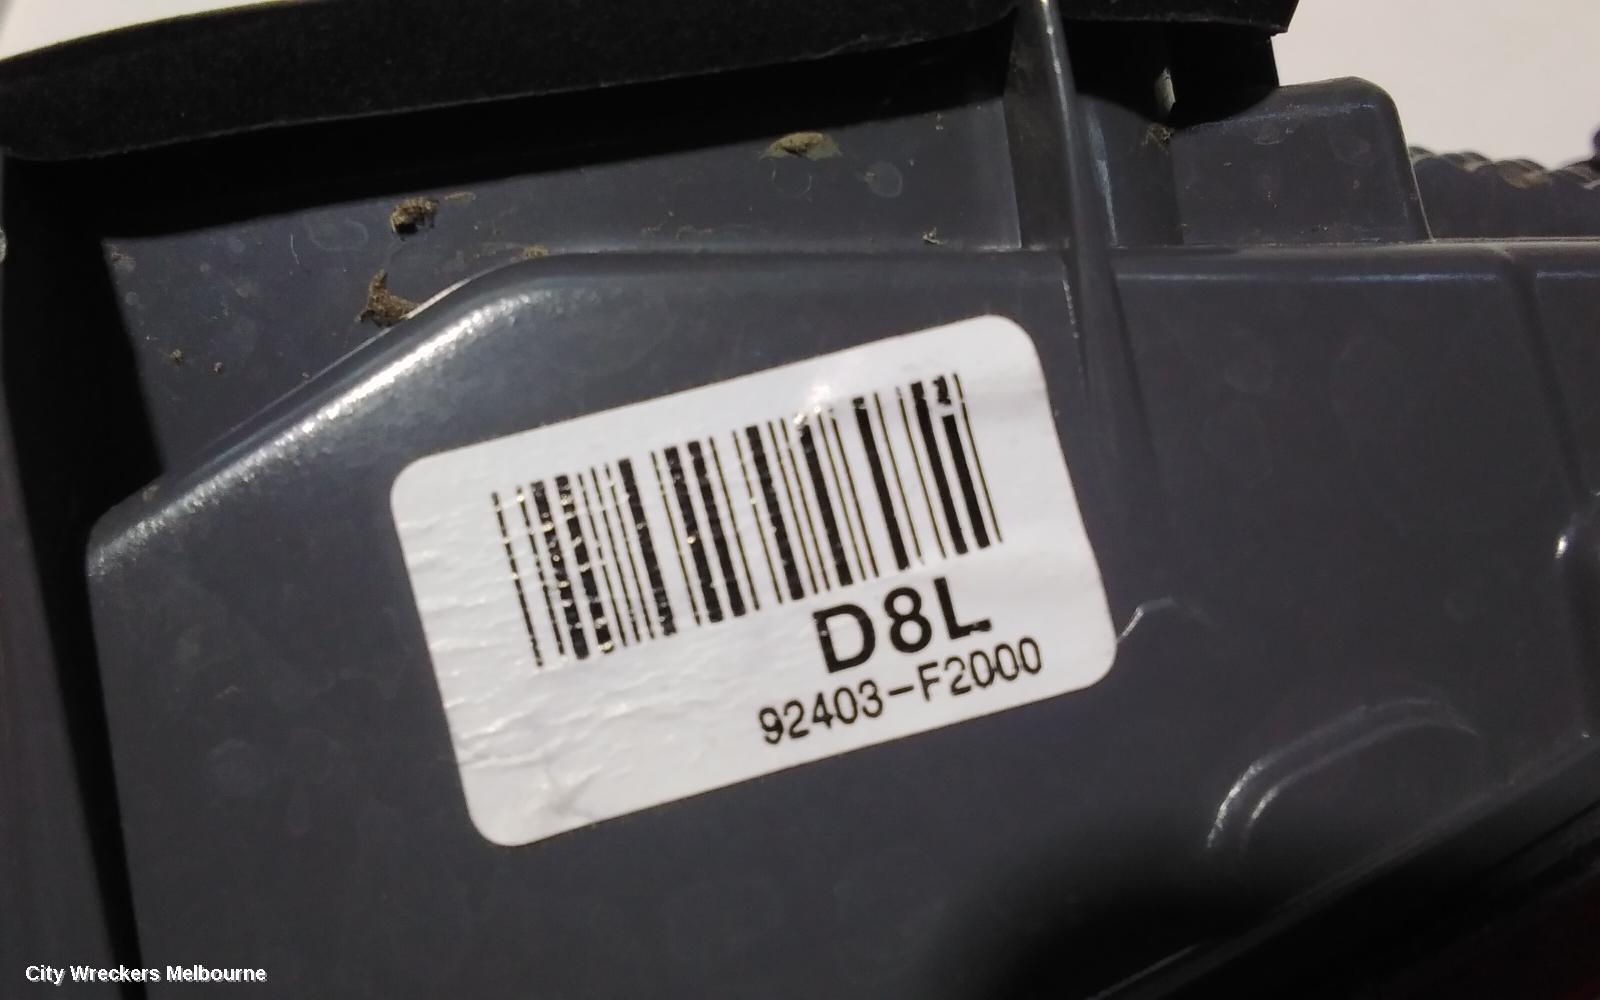 D8L
92403-F2000
City Wreckers Melbourne